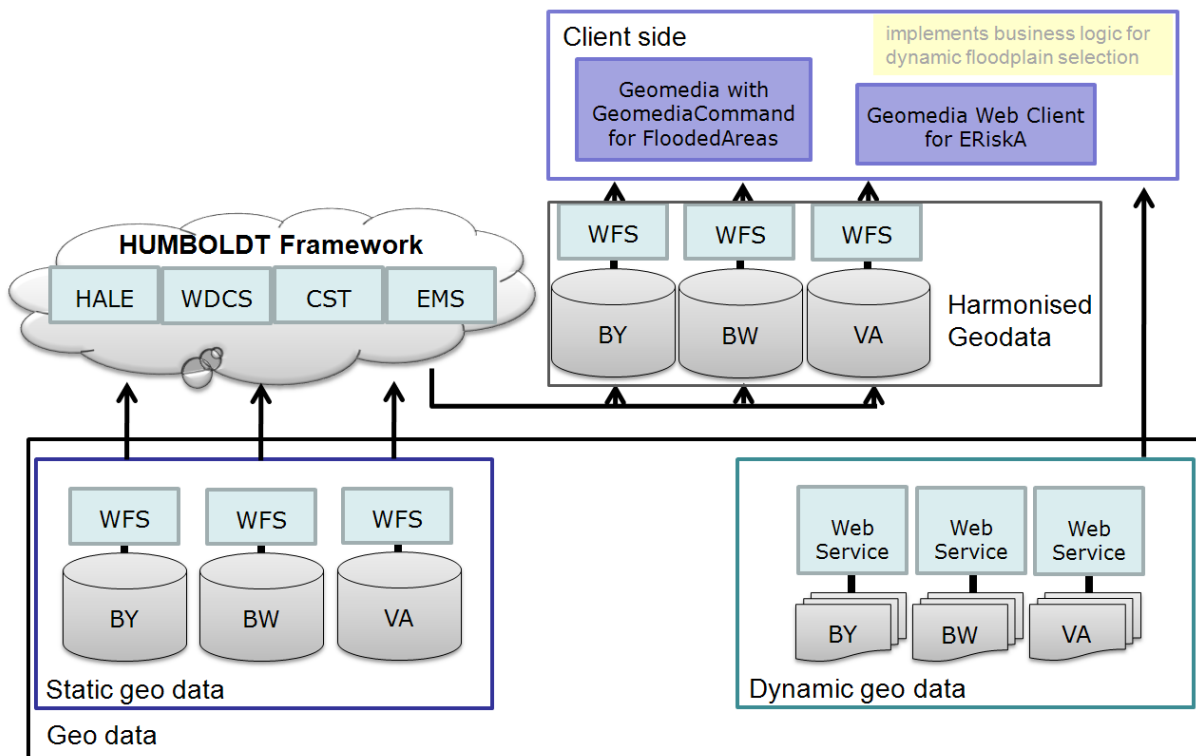 Client side
implements business logic for
dynamic floodplain selection
Geomedia with
GeomediaCommand
for FloodedAreas
Geomedia Web Client
for ERiskA
HUMBOLDT Framework
HALE
WDCS
CST
EMS
WFS
WFS
WFS
BY
BW
VA
Harmonised
Geodata
WFS
WFS
WFS
BY
BW
VA
Static geo data
Web
Service
Web
Service
Web
Service
BY
BW
VA
Dynamic geo data
Geo data